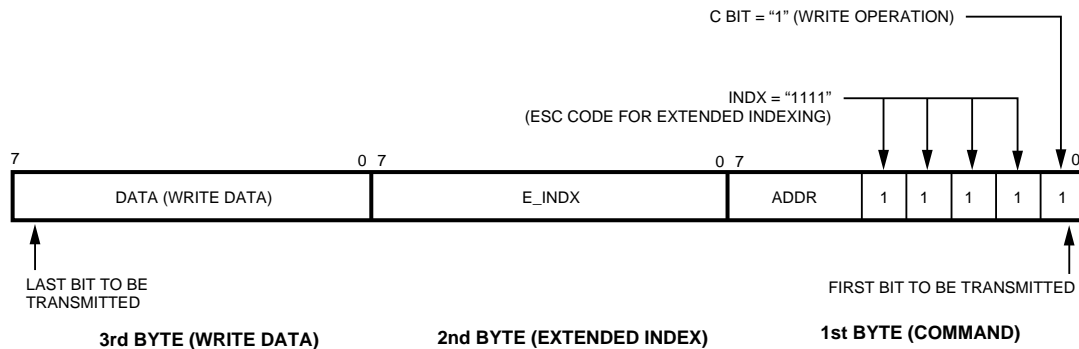 C BIT = “1” (WRITE OPERATION)
INDX = “1111”
(ESC CODE FOR EXTENDED INDEXING)
7 0 7 0 7 0
DATA (WRITE DATA) E_INDX ADDR 1 1 1 1 1
LAST BIT TO BE
TRANSMITTED
FIRST BIT TO BE TRANSMITTED
3rd BYTE (WRITE DATA) 2nd BYTE (EXTENDED INDEX) 1st BYTE (COMMAND)